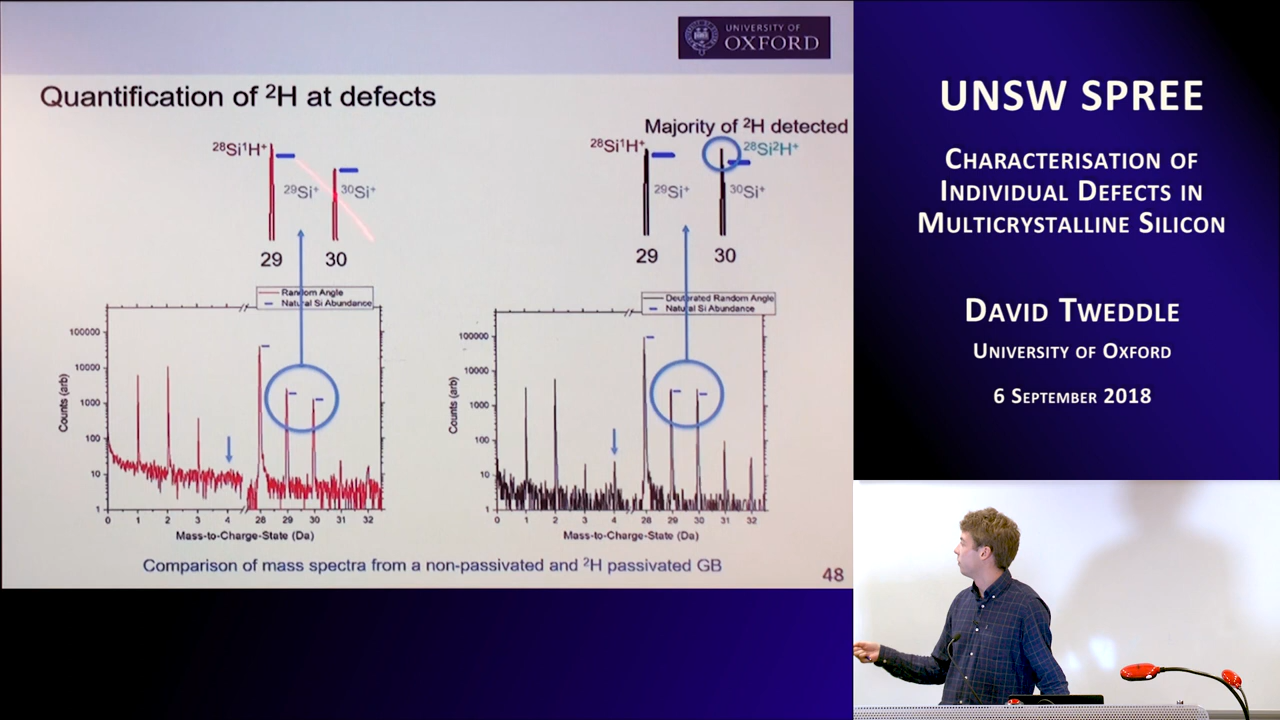 UNIVERSITY OF
OXFORD
Quantification of ²H at defects
²⁸Si¹H⁺
²⁹Si⁺
³⁰Si⁺
29
30
Majority of ²H detected
²⁸Si¹H⁺
²⁸Si²H⁺
²⁹Si⁺
³⁰Si⁺
29
30
Random Angle
Natural Si Abundance
100000
10000
1000
100
10
1
Counts (arb)
0 1 2 3 4 28 29 30 31 32
Mass-to-Charge-State (Da)
Deuterated Random Angle
Natural Si Abundance
100000
10000
1000
100
10
1
Counts (arb)
0 1 2 3 4 28 29 30 31 32
Mass-to-Charge-State (Da)
Comparison of mass spectra from a non-passivated and ²H passivated GB
48
UNSW SPREE
Characterisation of
Individual Defects in
Multicrystalline Silicon
David Tweddle
University of Oxford
6 September 2018